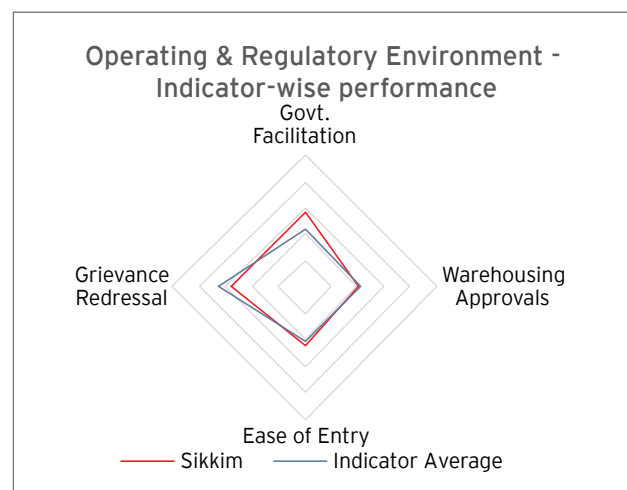 Operating & Regulatory Environment -
Indicator-wise performance
Govt.
Facilitation
Grievance
Redressal
Warehousing
Approvals
Ease of Entry
Sikkim
Indicator Average